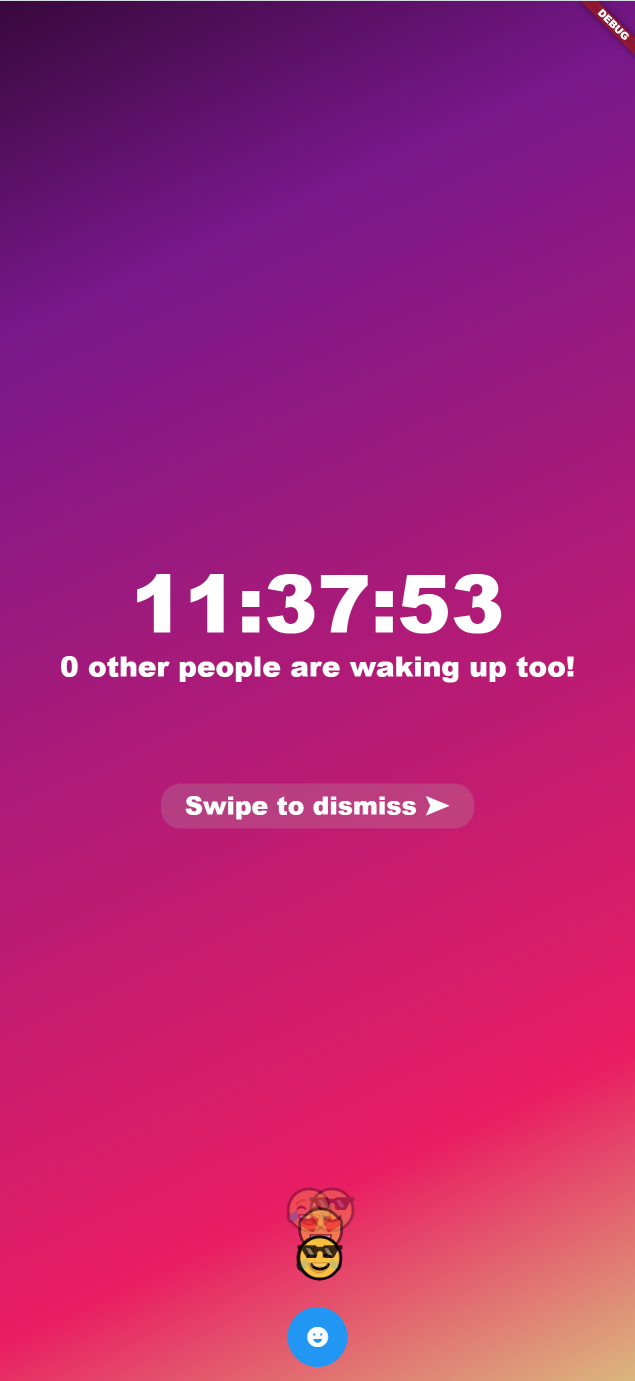 DEBUG
11:37:53
0 other people are waking up too!
Swipe to dismiss ➤